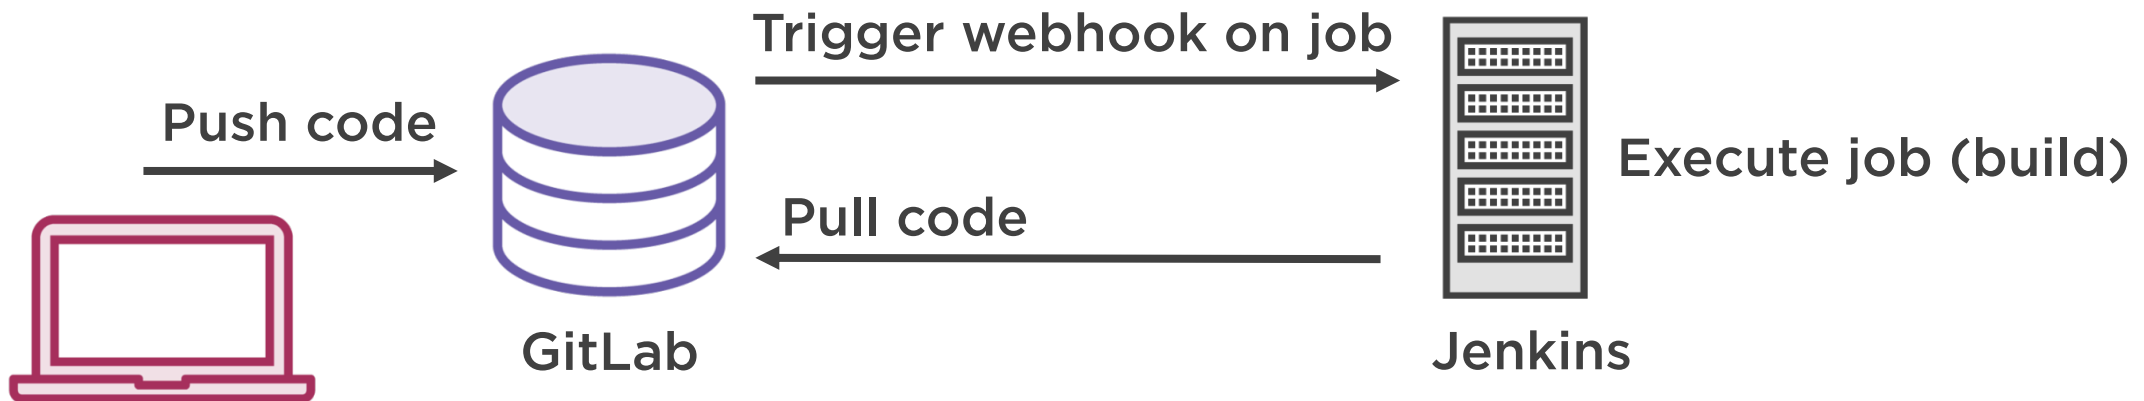 Trigger webhook on job
Push code
Execute job (build)
Pull code
GitLab
Jenkins